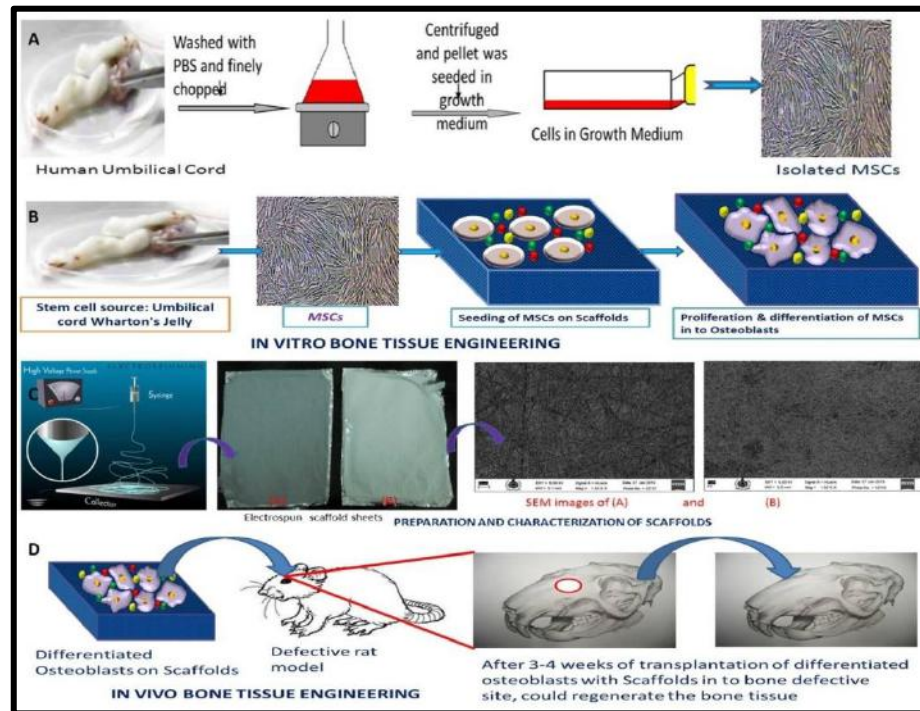 A
Washed with
PBS and finely
chopped
Centrifuged
and pellet was
seeded in
growth
medium
Cells in Growth Medium
Human Umbilical Cord
Isolated MSCs
B
Stem cell source: Umbilical
cord Wharton's Jelly
MSCs
Seeding of MSCs on Scaffolds
Proliferation & differentiation of MSCs
in to Osteoblasts
IN VITRO BONE TISSUE ENGINEERING
C
ELECTROSPINNING
High Voltage Power Supply
Syringe
Collector
(B)
Electrospun scaffold sheets
SEM images of (A) and (B)
PREPARATION AND CHARACTERIZATION OF SCAFFOLDS
D
Differentiated
Osteoblasts on Scaffolds
Defective rat
model
After 3-4 weeks of transplantation of differentiated
osteoblasts with Scaffolds in to bone defective
site, could regenerate the bone tissue
IN VIVO BONE TISSUE ENGINEERING